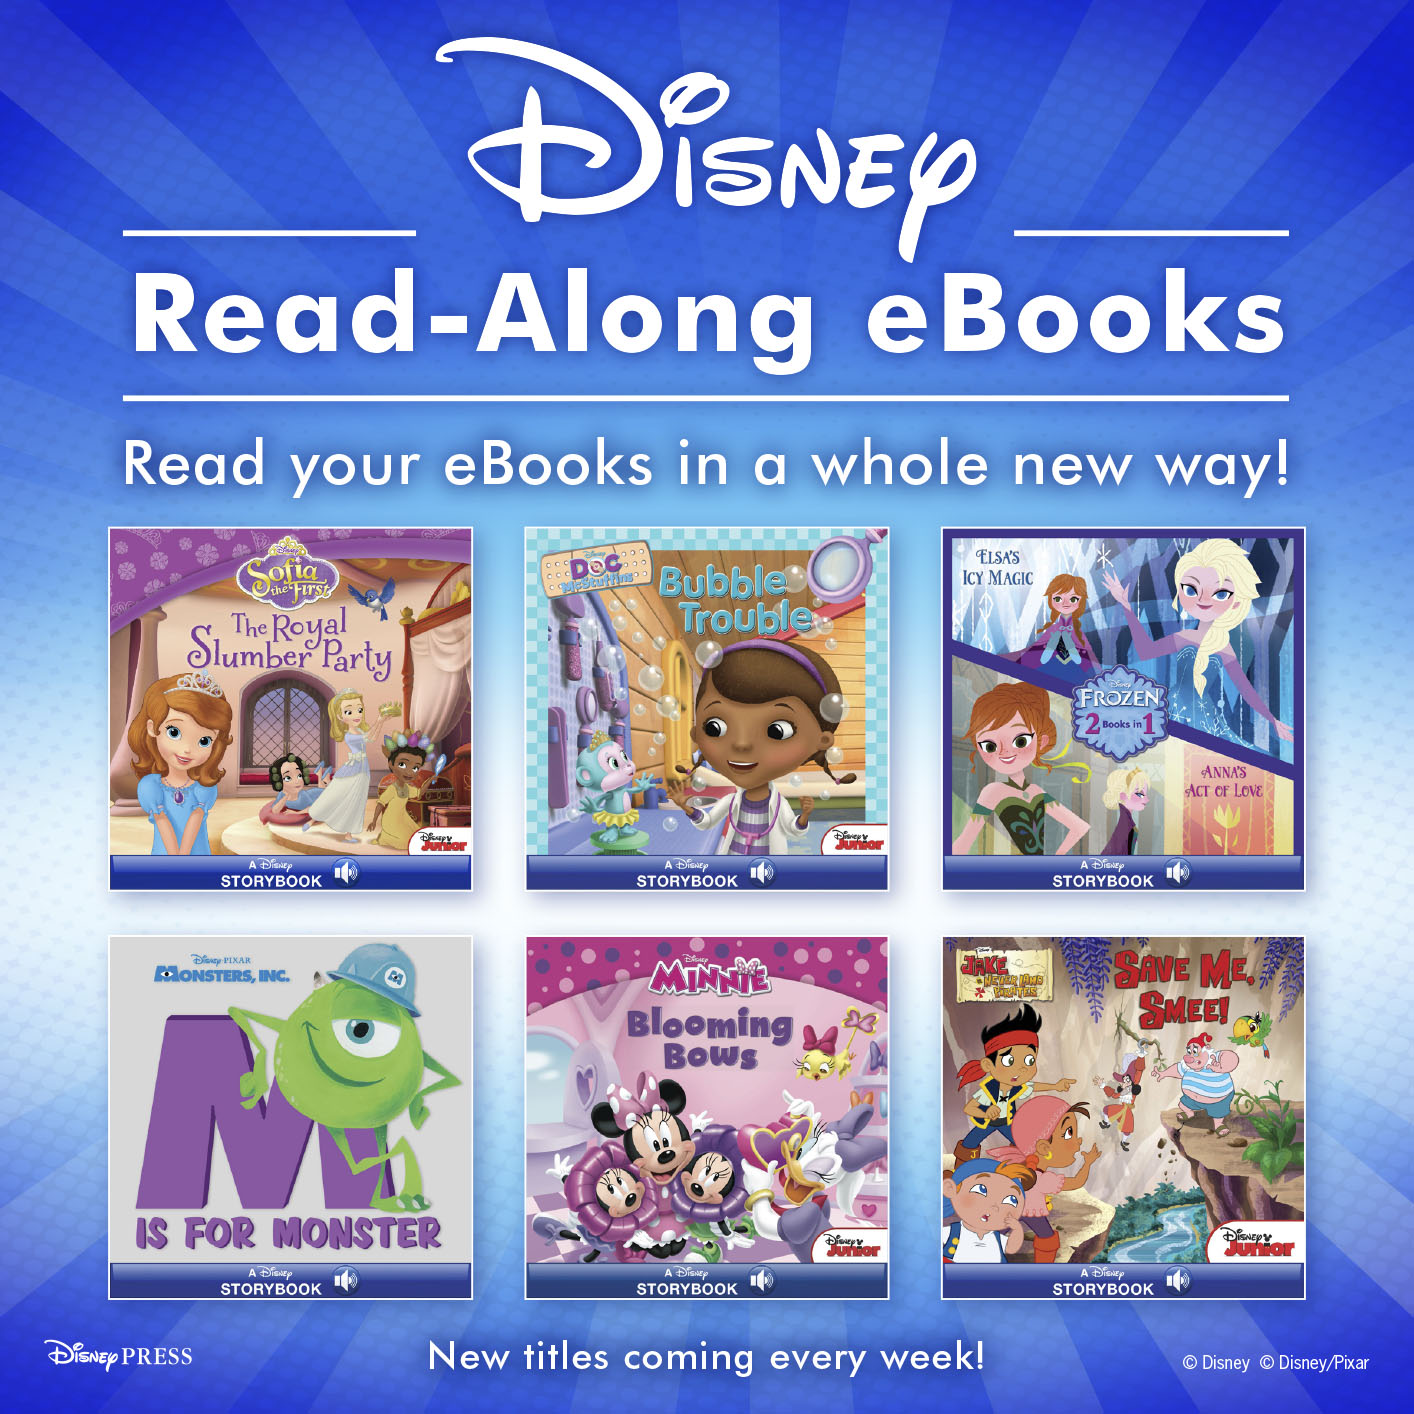 Disney
Read-Along eBooks
Read your eBooks in a whole new way!
Disney
Sofia
the First
The Royal
Slumber Party
Disney
Junior
A Disney
STORYBOOK
Disney
DOC
McStuffins
Bubble
Trouble
Disney
Junior
A Disney
STORYBOOK
ELSA'S
ICY MAGIC
Disney
FROZEN
2 Books in 1
ANNA'S
ACT OF LOVE
A Disney
STORYBOOK
Disney·PIXAR
MONSTERS, INC.
M
IS FOR MONSTER
A Disney
STORYBOOK
Disney
MINNIE
Blooming
Bows
Disney
Junior
A Disney
STORYBOOK
Disney
JAKE
AND THE
NEVER LAND
PIRATES
SAVE ME,
SMEE!
Disney
Junior
A Disney
STORYBOOK
Disney PRESS
New titles coming every week!
© Disney © Disney/Pixar